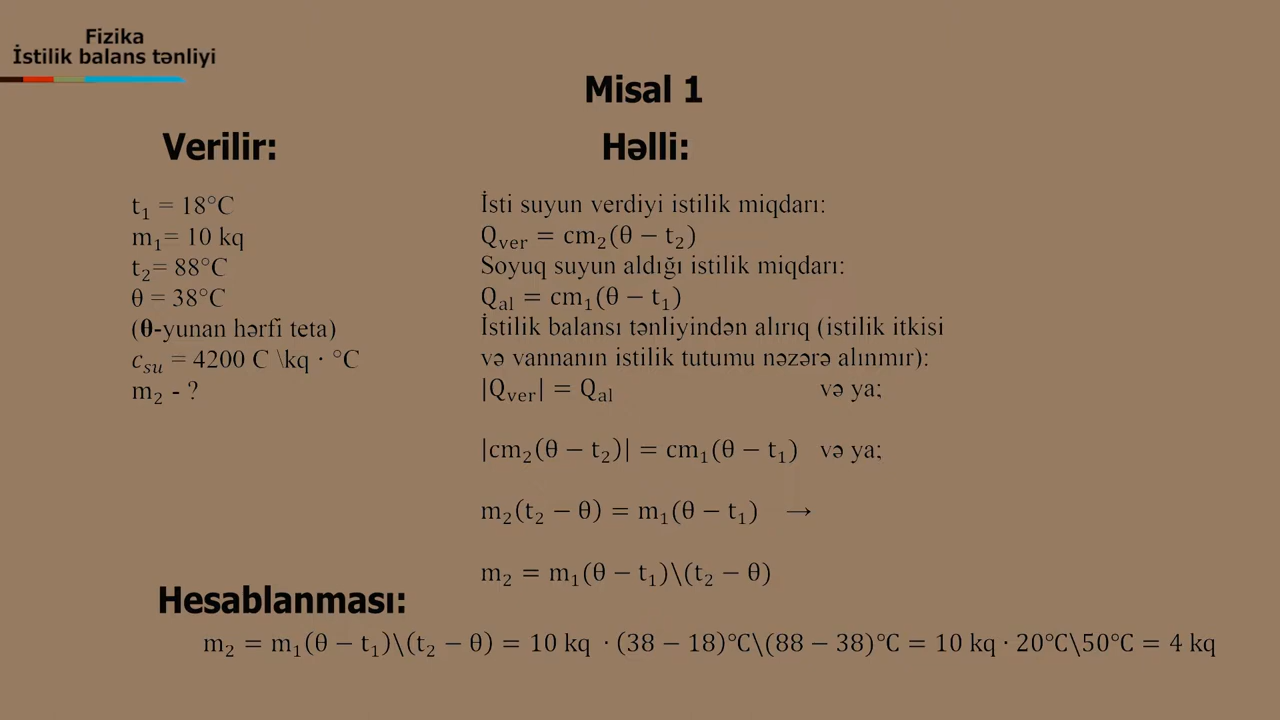 Fizika
İstilik balans tənliyi
Misal 1
Verilir:
t₁ = 18°C
m₁= 10 kq
t₂= 88°C
θ = 38°C
(θ-yunan hərfi teta)
c_su = 4200 C \kq · °C
m₂ - ?
Həlli:
İsti suyun verdiyi istilik miqdarı:
Q_ver = cm₂(θ − t₂)
Soyuq suyun aldığı istilik miqdarı:
Q_al = cm₁(θ − t₁)
İstilik balansı tənliyindən alırıq (istilik itkisi
və vannanın istilik tutumu nəzərə alınmır):
|Q_ver| = Q_al və ya;
|cm₂(θ − t₂)| = cm₁(θ − t₁) və ya;
m₂(t₂ − θ) = m₁(θ − t₁) →
m₂ = m₁(θ − t₁)\(t₂ − θ)
Hesablanması:
m₂ = m₁(θ − t₁)\(t₂ − θ) = 10 kq · (38 − 18)℃\(88 − 38)℃ = 10 kq · 20℃\50℃ = 4 kq